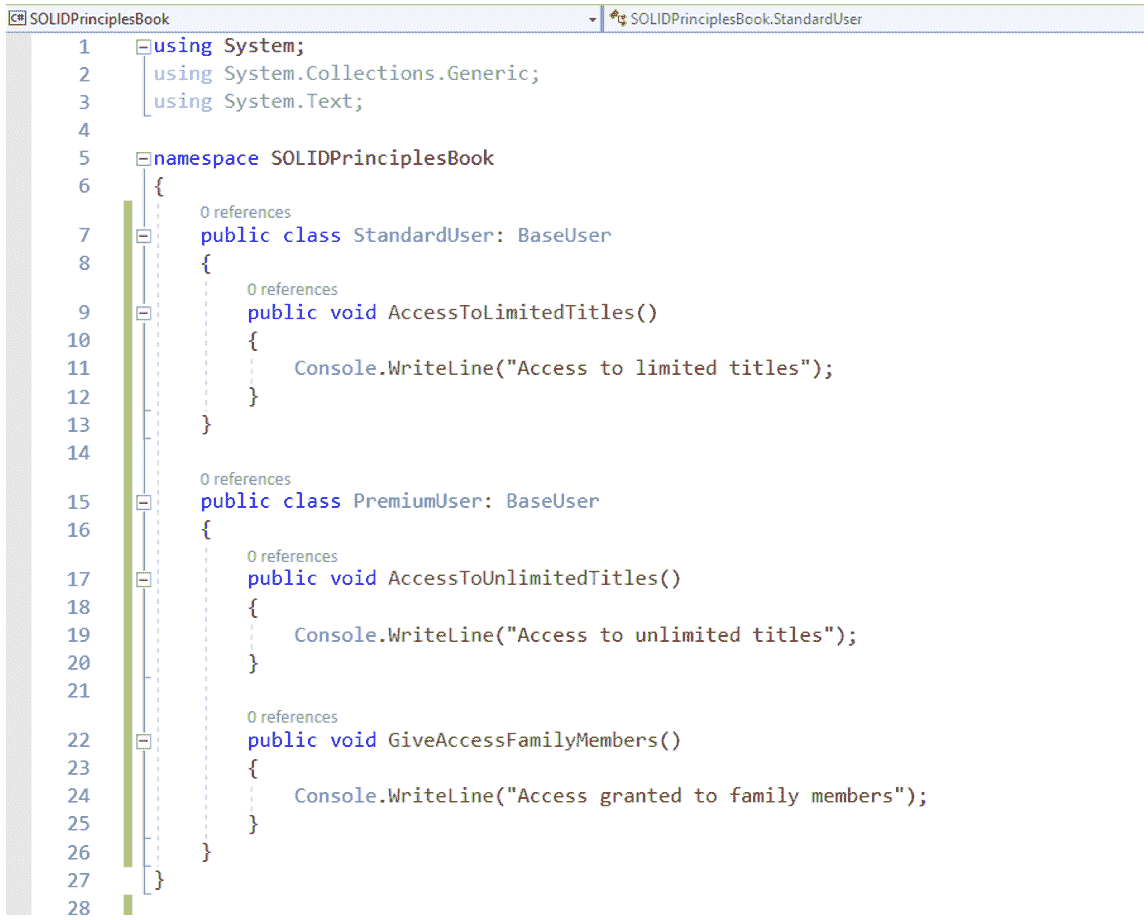 C# SOLIDPrinciplesBook SOLIDPrinciplesBook.StandardUser
1 using System;
2 using System.Collections.Generic;
3 using System.Text;
4
5 namespace SOLIDPrinciplesBook
6 {
0 references
7 public class StandardUser: BaseUser
8 {
0 references
9 public void AccessToLimitedTitles()
10 {
11 Console.WriteLine("Access to limited titles");
12 }
13 }
14
0 references
15 public class PremiumUser: BaseUser
16 {
0 references
17 public void AccessToUnlimitedTitles()
18 {
19 Console.WriteLine("Access to unlimited titles");
20 }
21
0 references
22 public void GiveAccessFamilyMembers()
23 {
24 Console.WriteLine("Access granted to family members");
25 }
26 }
27 }
28